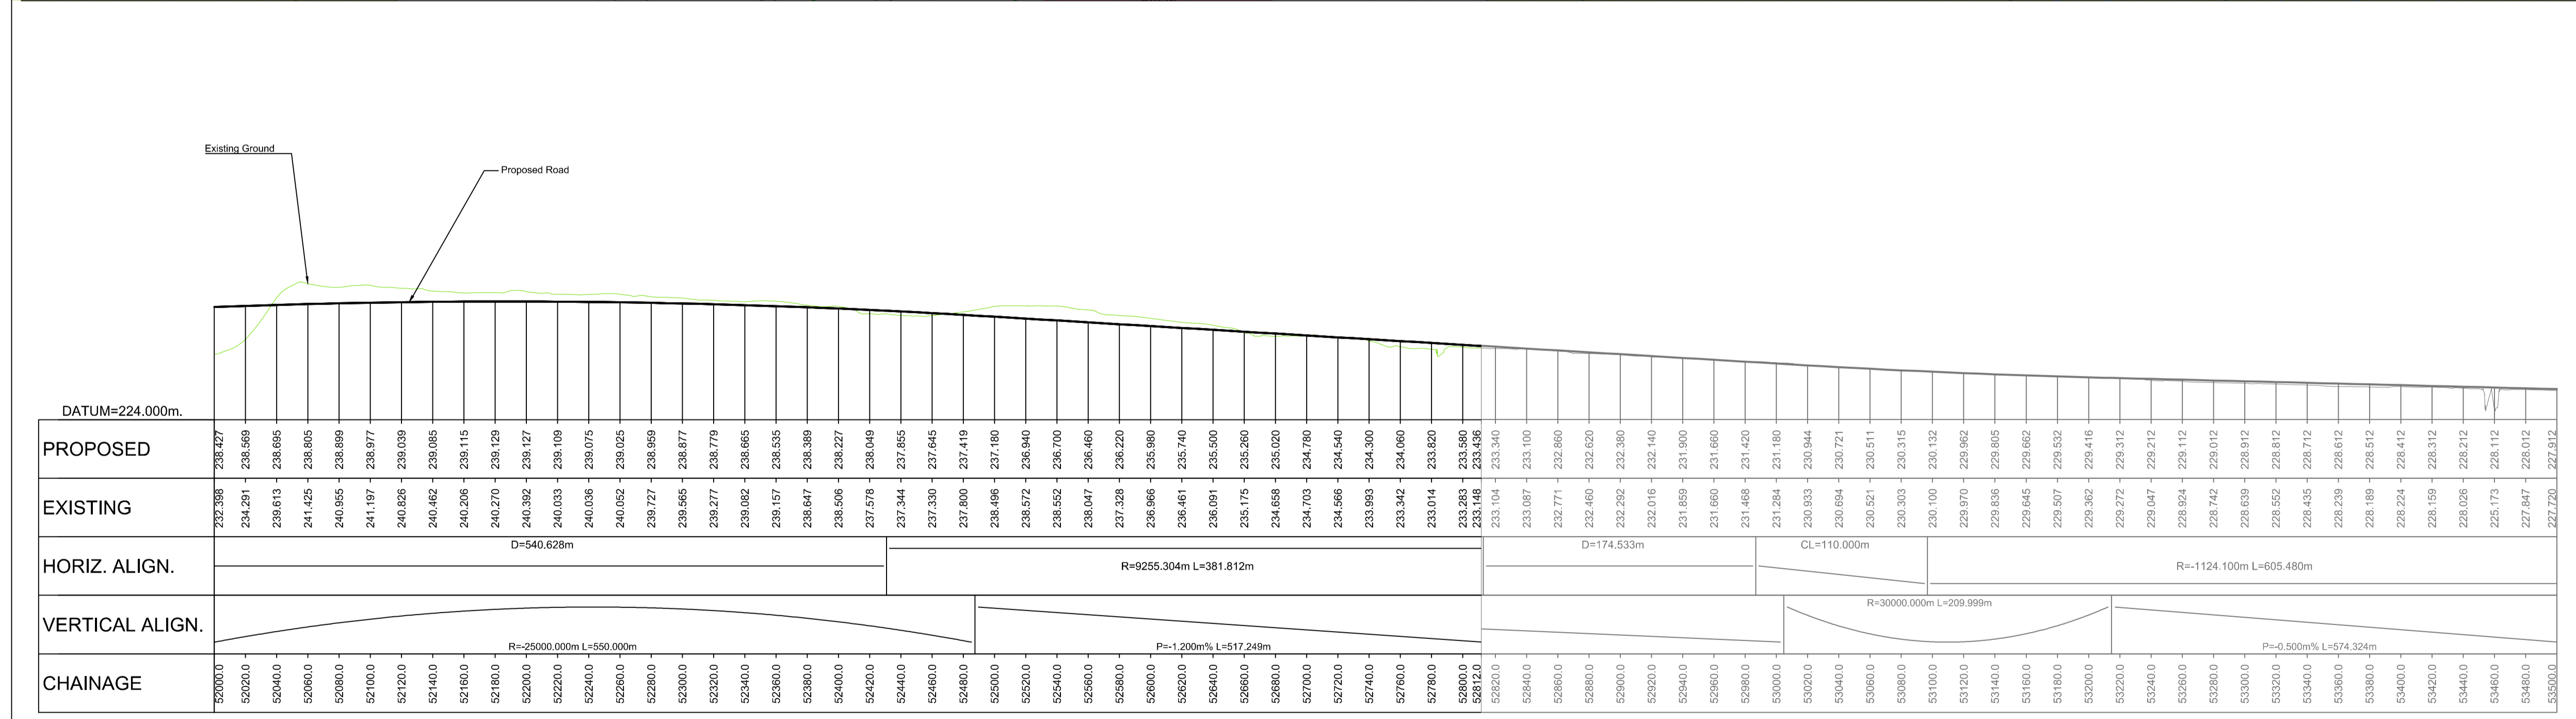 Existing Ground
Proposed Road
DATUM=224.000m.
PROPOSED 238.427 238.569 238.695 238.805 238.899 238.977 239.039 239.085 239.115 239.129 239.127 239.109 239.075 239.025 238.959 238.877 238.779 238.665 238.535 238.389 238.227 238.049 237.855 237.645 237.419 237.180 236.940 236.700 236.460 236.220 235.980 235.740 235.500 235.260 235.020 234.780 234.540 234.300 234.060 233.820 233.580 233.436 233.340 233.100 232.860 232.620 232.380 232.140 231.900 231.660 231.420 231.180 230.944 230.721 230.511 230.315 230.132 229.962 229.805 229.662 229.532 229.416 229.312 229.212 229.112 229.012 228.912 228.812 228.712 228.612 228.512 228.412 228.312 228.212 228.112 228.012 227.912
EXISTING 232.398 234.291 239.613 241.425 240.955 241.197 240.826 240.462 240.206 240.270 240.392 240.033 240.036 240.052 239.727 239.565 239.277 239.082 239.157 238.647 238.506 237.578 237.344 237.330 237.800 238.496 238.572 238.552 238.047 237.328 236.966 236.461 236.091 235.175 234.658 234.703 234.566 233.993 233.342 233.014 233.283 233.148 233.104 233.087 232.771 232.460 232.292 232.016 231.859 231.660 231.468 231.284 230.933 230.694 230.521 230.303 230.100 229.970 229.836 229.645 229.507 229.362 229.272 229.047 228.924 228.742 228.639 228.552 228.435 228.239 228.189 228.224 228.159 228.026 225.173 227.847 227.720
HORIZ. ALIGN. D=540.628m R=9255.304m L=381.812m D=174.533m CL=110.000m R=-1124.100m L=605.480m
VERTICAL ALIGN. R=-25000.000m L=550.000m P=-1.200m% L=517.249m R=30000.000m L=209.999m P=-0.500m% L=574.324m
CHAINAGE 52000.0 52020.0 52040.0 52060.0 52080.0 52100.0 52120.0 52140.0 52160.0 52180.0 52200.0 52220.0 52240.0 52260.0 52280.0 52300.0 52320.0 52340.0 52360.0 52380.0 52400.0 52420.0 52440.0 52460.0 52480.0 52500.0 52520.0 52540.0 52560.0 52580.0 52600.0 52620.0 52640.0 52660.0 52680.0 52700.0 52720.0 52740.0 52760.0 52780.0 52800.0 52812.0 52820.0 52840.0 52860.0 52880.0 52900.0 52920.0 52940.0 52960.0 52980.0 53000.0 53020.0 53040.0 53060.0 53080.0 53100.0 53120.0 53140.0 53160.0 53180.0 53200.0 53220.0 53240.0 53260.0 53280.0 53300.0 53320.0 53340.0 53360.0 53380.0 53400.0 53420.0 53440.0 53460.0 53480.0 53500.0